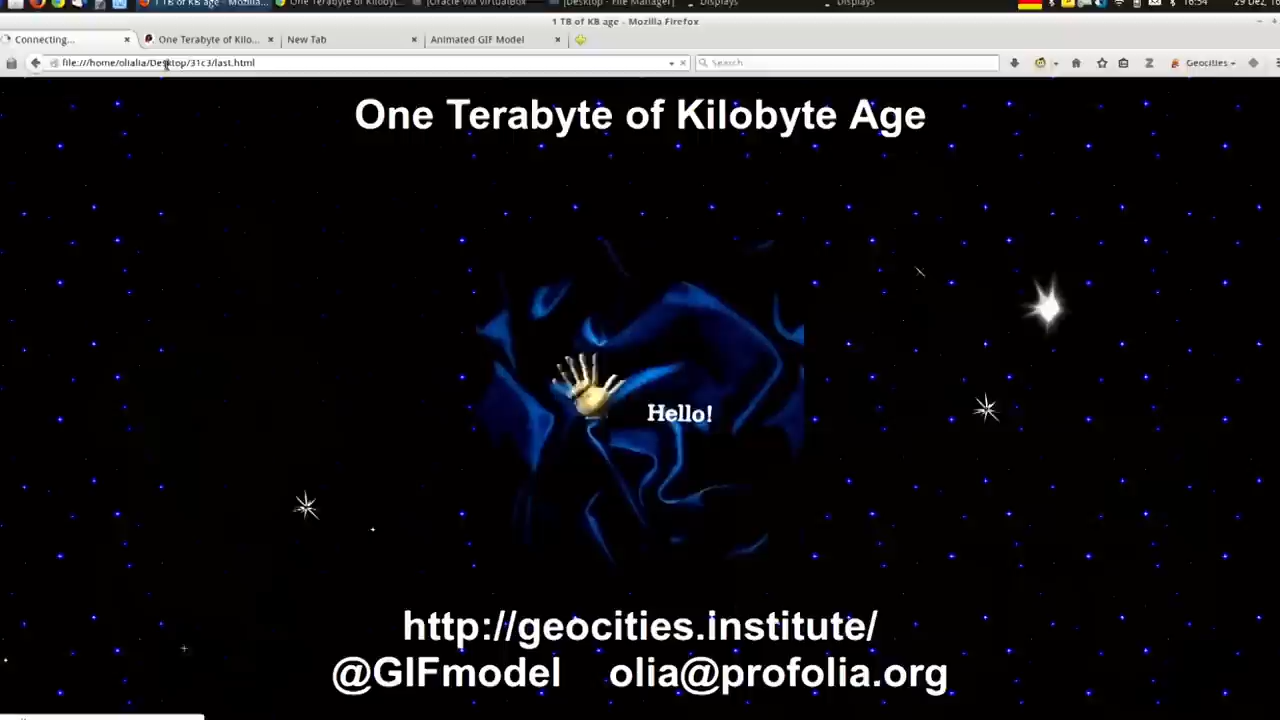 1 TB of KB age - Mozilla Firefox
Connecting...
One Terabyte of Kilo...
New Tab
Animated GIF Model
file:///home/olialia/Desktop/31c3/last.html
Search
Geocities
One Terabyte of Kilobyte Age
Hello!
http://geocities.institute/
@GIFmodel olia@profolia.org